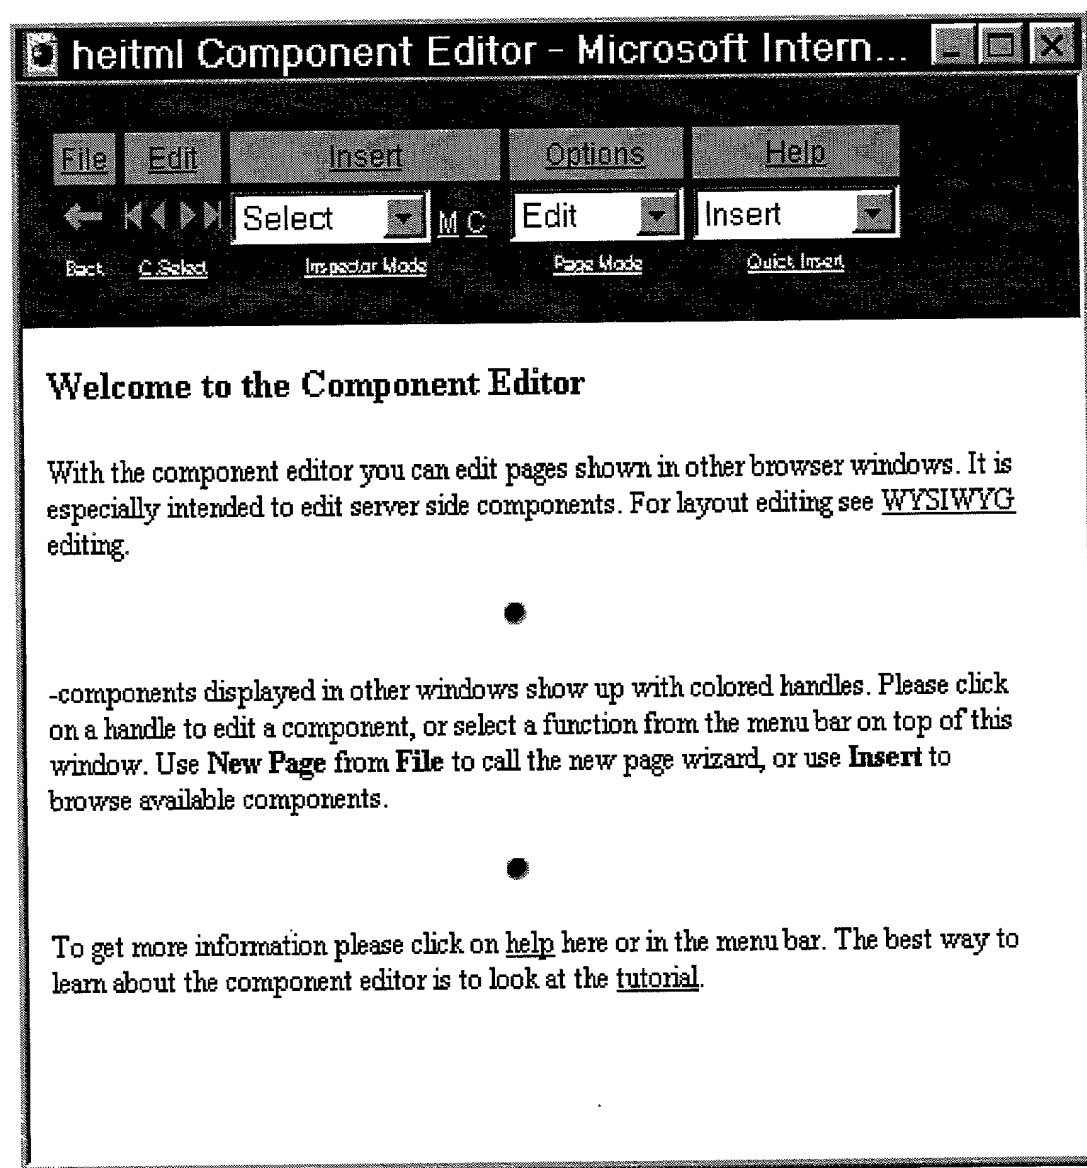 heitml Component Editor - Microsoft Intern...
File Edit Insert Options Help
Select M C Edit Insert
Back C.Select Inspector Mode Page Mode Quick Insert
Welcome to the Component Editor
With the component editor you can edit pages shown in other browser windows. It is
especially intended to edit server side components. For layout editing see WYSIWYG
editing.
-components displayed in other windows show up with colored handles. Please click
on a handle to edit a component, or select a function from the menu bar on top of this
window. Use New Page from File to call the new page wizard, or use Insert to
browse available components.
To get more information please click on help here or in the menu bar. The best way to
learn about the component editor is to look at the tutorial.